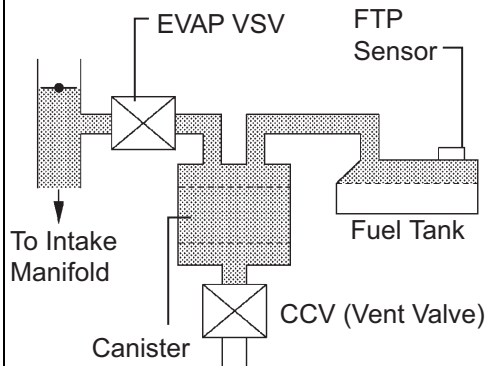 EVAP VSV
FTP
Sensor
To Intake
Manifold
Fuel Tank
CCV (Vent Valve)
Canister